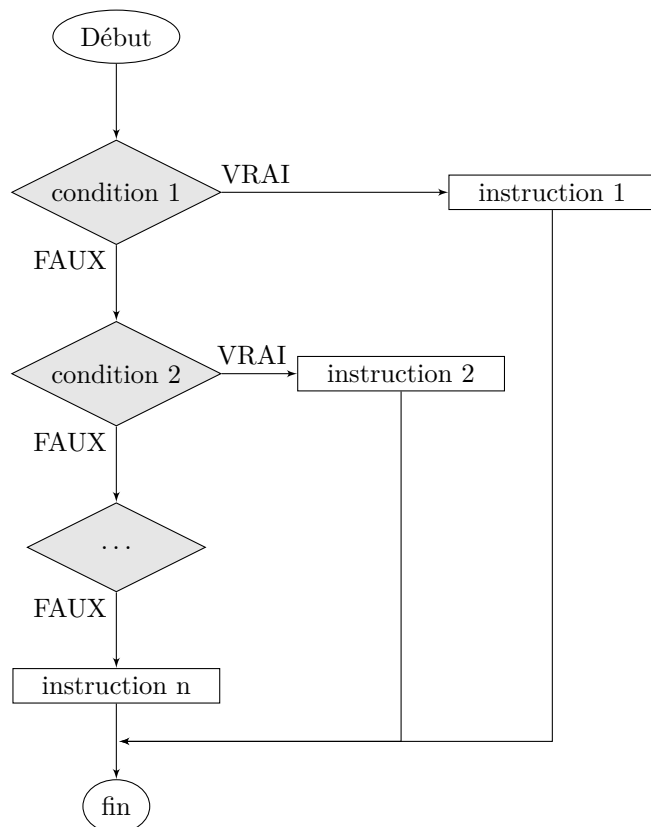 Début
condition 1
VRAI
instruction 1
FAUX
condition 2
VRAI
instruction 2
FAUX
...
FAUX
instruction n
fin